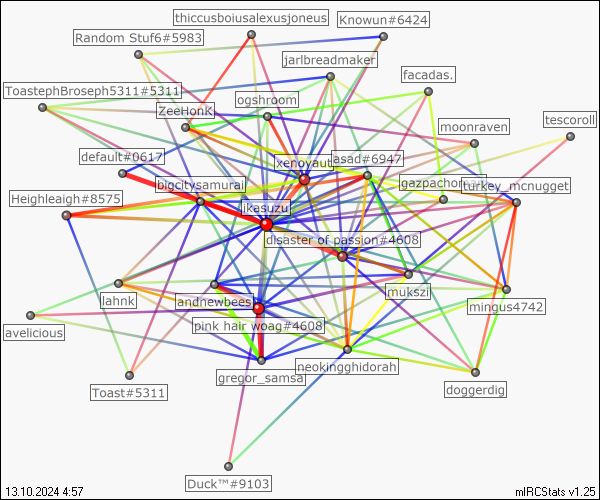 thiccusboiusalexusjoneus
Knowun#6424
Random Stuf6#5983
jarlbreadmaker
facadas.
ToastephBroseph5311#5311
ogshroom
ZeeHonK
tescoroll
moonraven
default#0617
xenoyaut
asad#6947
bigcitysamurai
gazpacho
turkey_mcnugget
Heighleaigh#8575
likasuzu
disaster of passion#4608
mukszi
lahnk
andnewbees
mingus4742
avelicious
pink hair woag#4608
neokingghidorah
gregor_samsa
Toast#5311
doggerdig
Duck™#9103
13.10.2024 4:57
mIRCStats v1.25